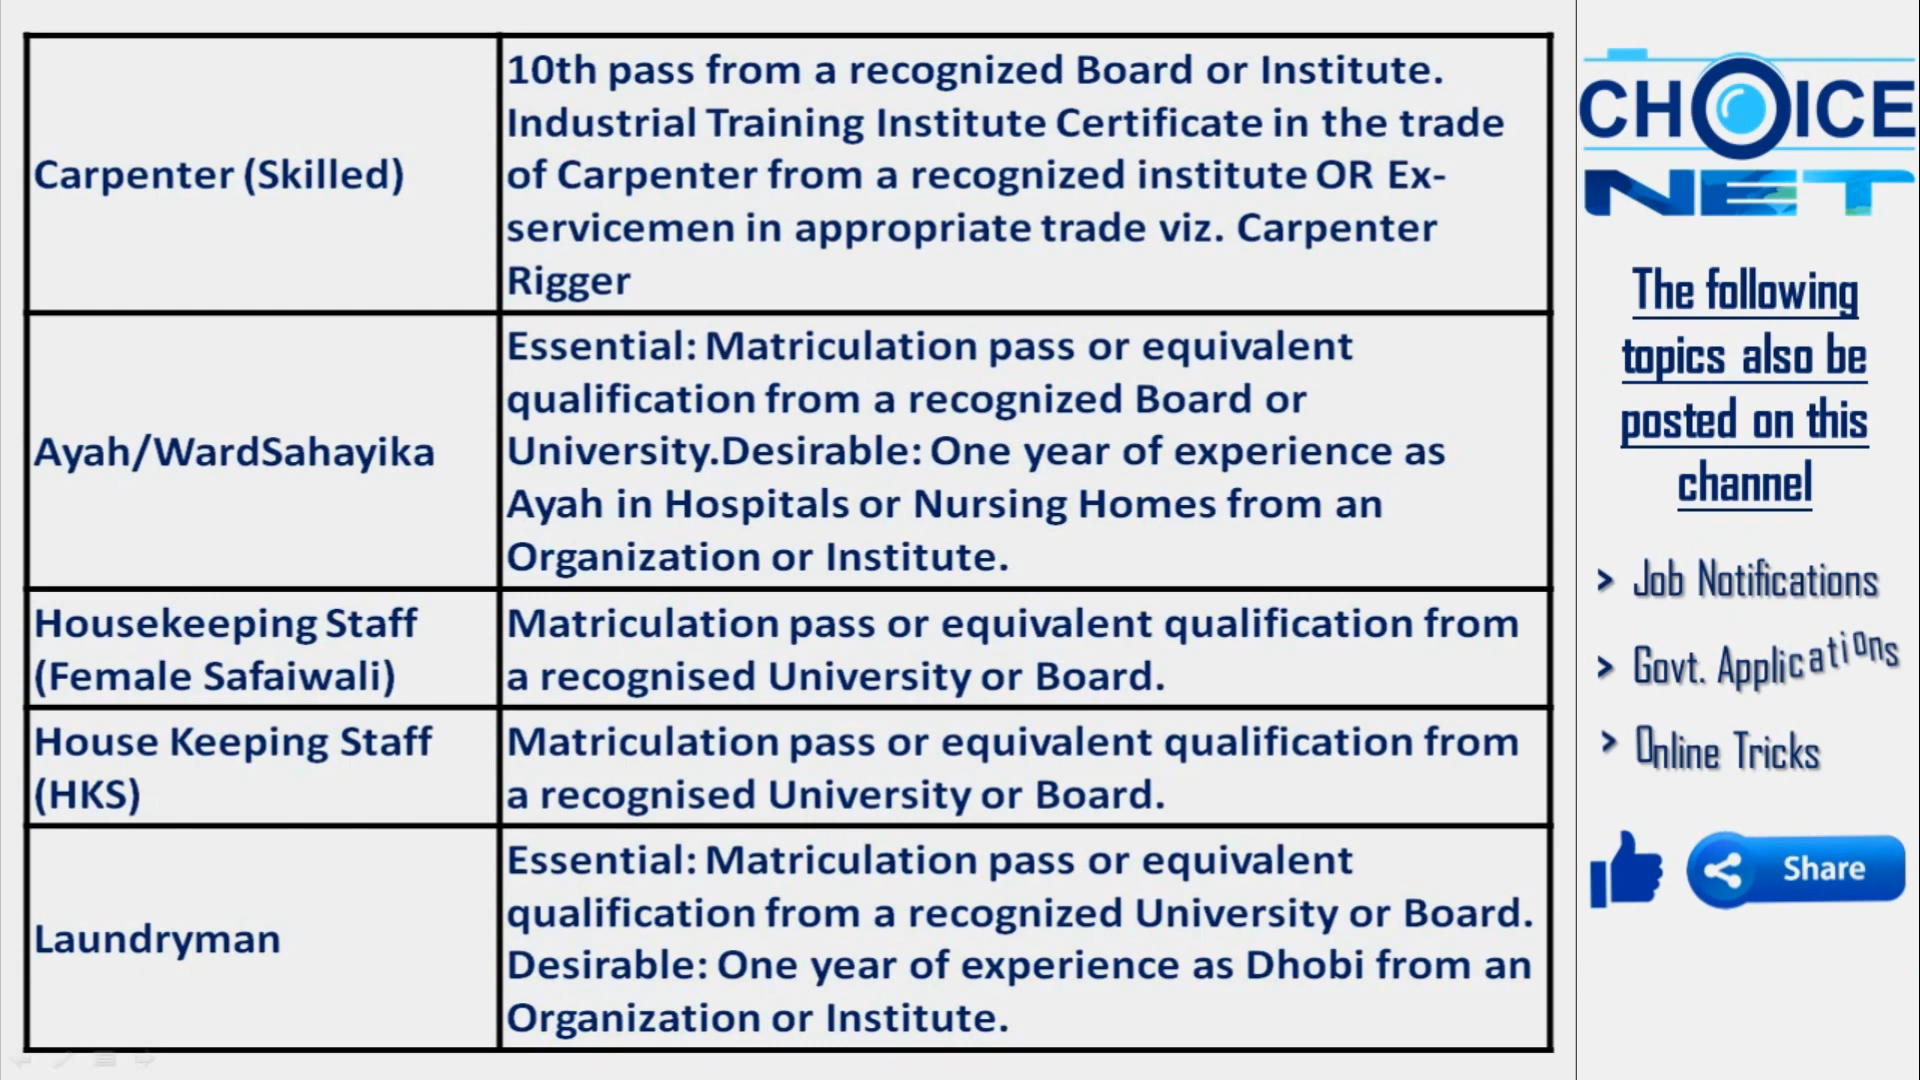 Carpenter (Skilled)
10th pass from a recognized Board or Institute.
Industrial Training Institute Certificate in the trade
of Carpenter from a recognized institute OR Ex-
servicemen in appropriate trade viz. Carpenter
Rigger
Ayah/WardSahayika
Essential: Matriculation pass or equivalent
qualification from a recognized Board or
University.Desirable: One year of experience as
Ayah in Hospitals or Nursing Homes from an
Organization or Institute.
Housekeeping Staff
(Female Safaiwali)
Matriculation pass or equivalent qualification from
a recognised University or Board.
House Keeping Staff
(HKS)
Matriculation pass or equivalent qualification from
a recognised University or Board.
Laundryman
Essential: Matriculation pass or equivalent
qualification from a recognized University or Board.
Desirable: One year of experience as Dhobi from an
Organization or Institute.
CHOICE
NET
The following
topics also be
posted on this
channel
> Job Notifications
> Govt. Applications
> Online Tricks
Share